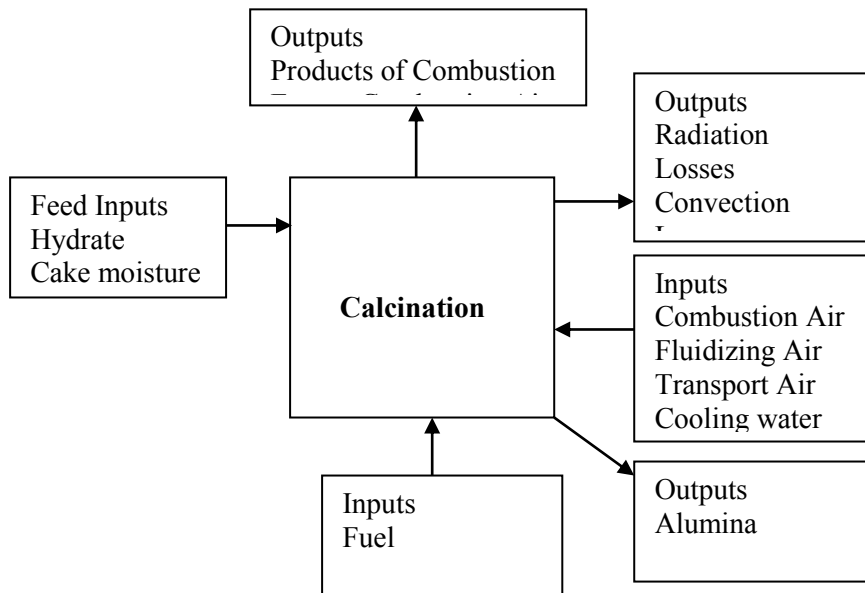 Outputs
Products of Combustion
Outputs
Radiation
Losses
Convection
Feed Inputs
Hydrate
Cake moisture
Calcination
Inputs
Combustion Air
Fluidizing Air
Transport Air
Cooling water
Inputs
Fuel
Outputs
Alumina